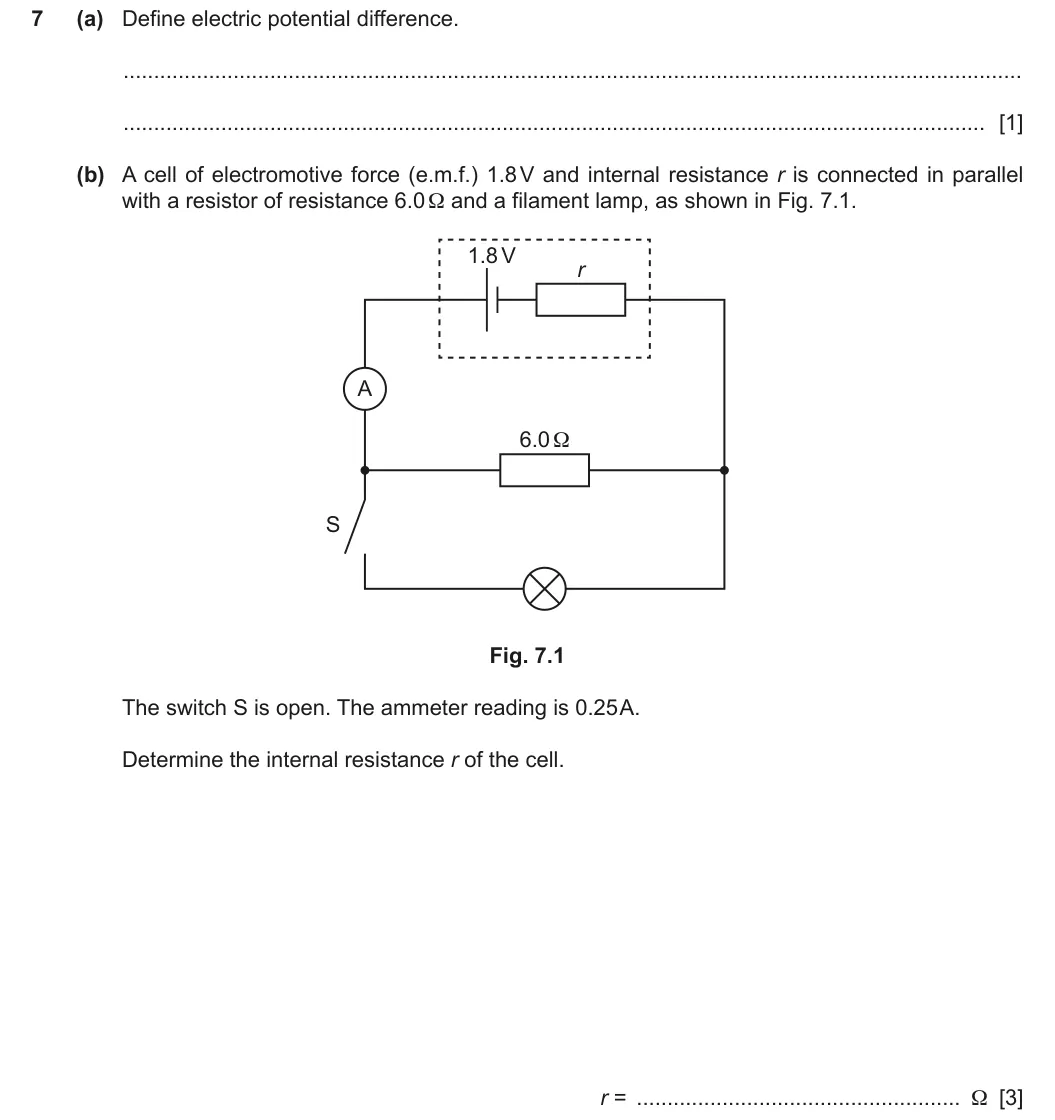 7 (a) Define electric potential difference.
..........................................................................................................................................................
.................................................................................................................................................... [1]
(b) A cell of electromotive force (e.m.f.) 1.8 V and internal resistance r is connected in parallel
with a resistor of resistance 6.0 Ω and a filament lamp, as shown in Fig. 7.1.
1.8 V
r
A
6.0 Ω
S
Fig. 7.1
The switch S is open. The ammeter reading is 0.25 A.
Determine the internal resistance r of the cell.
r = ..................................................... Ω [3]